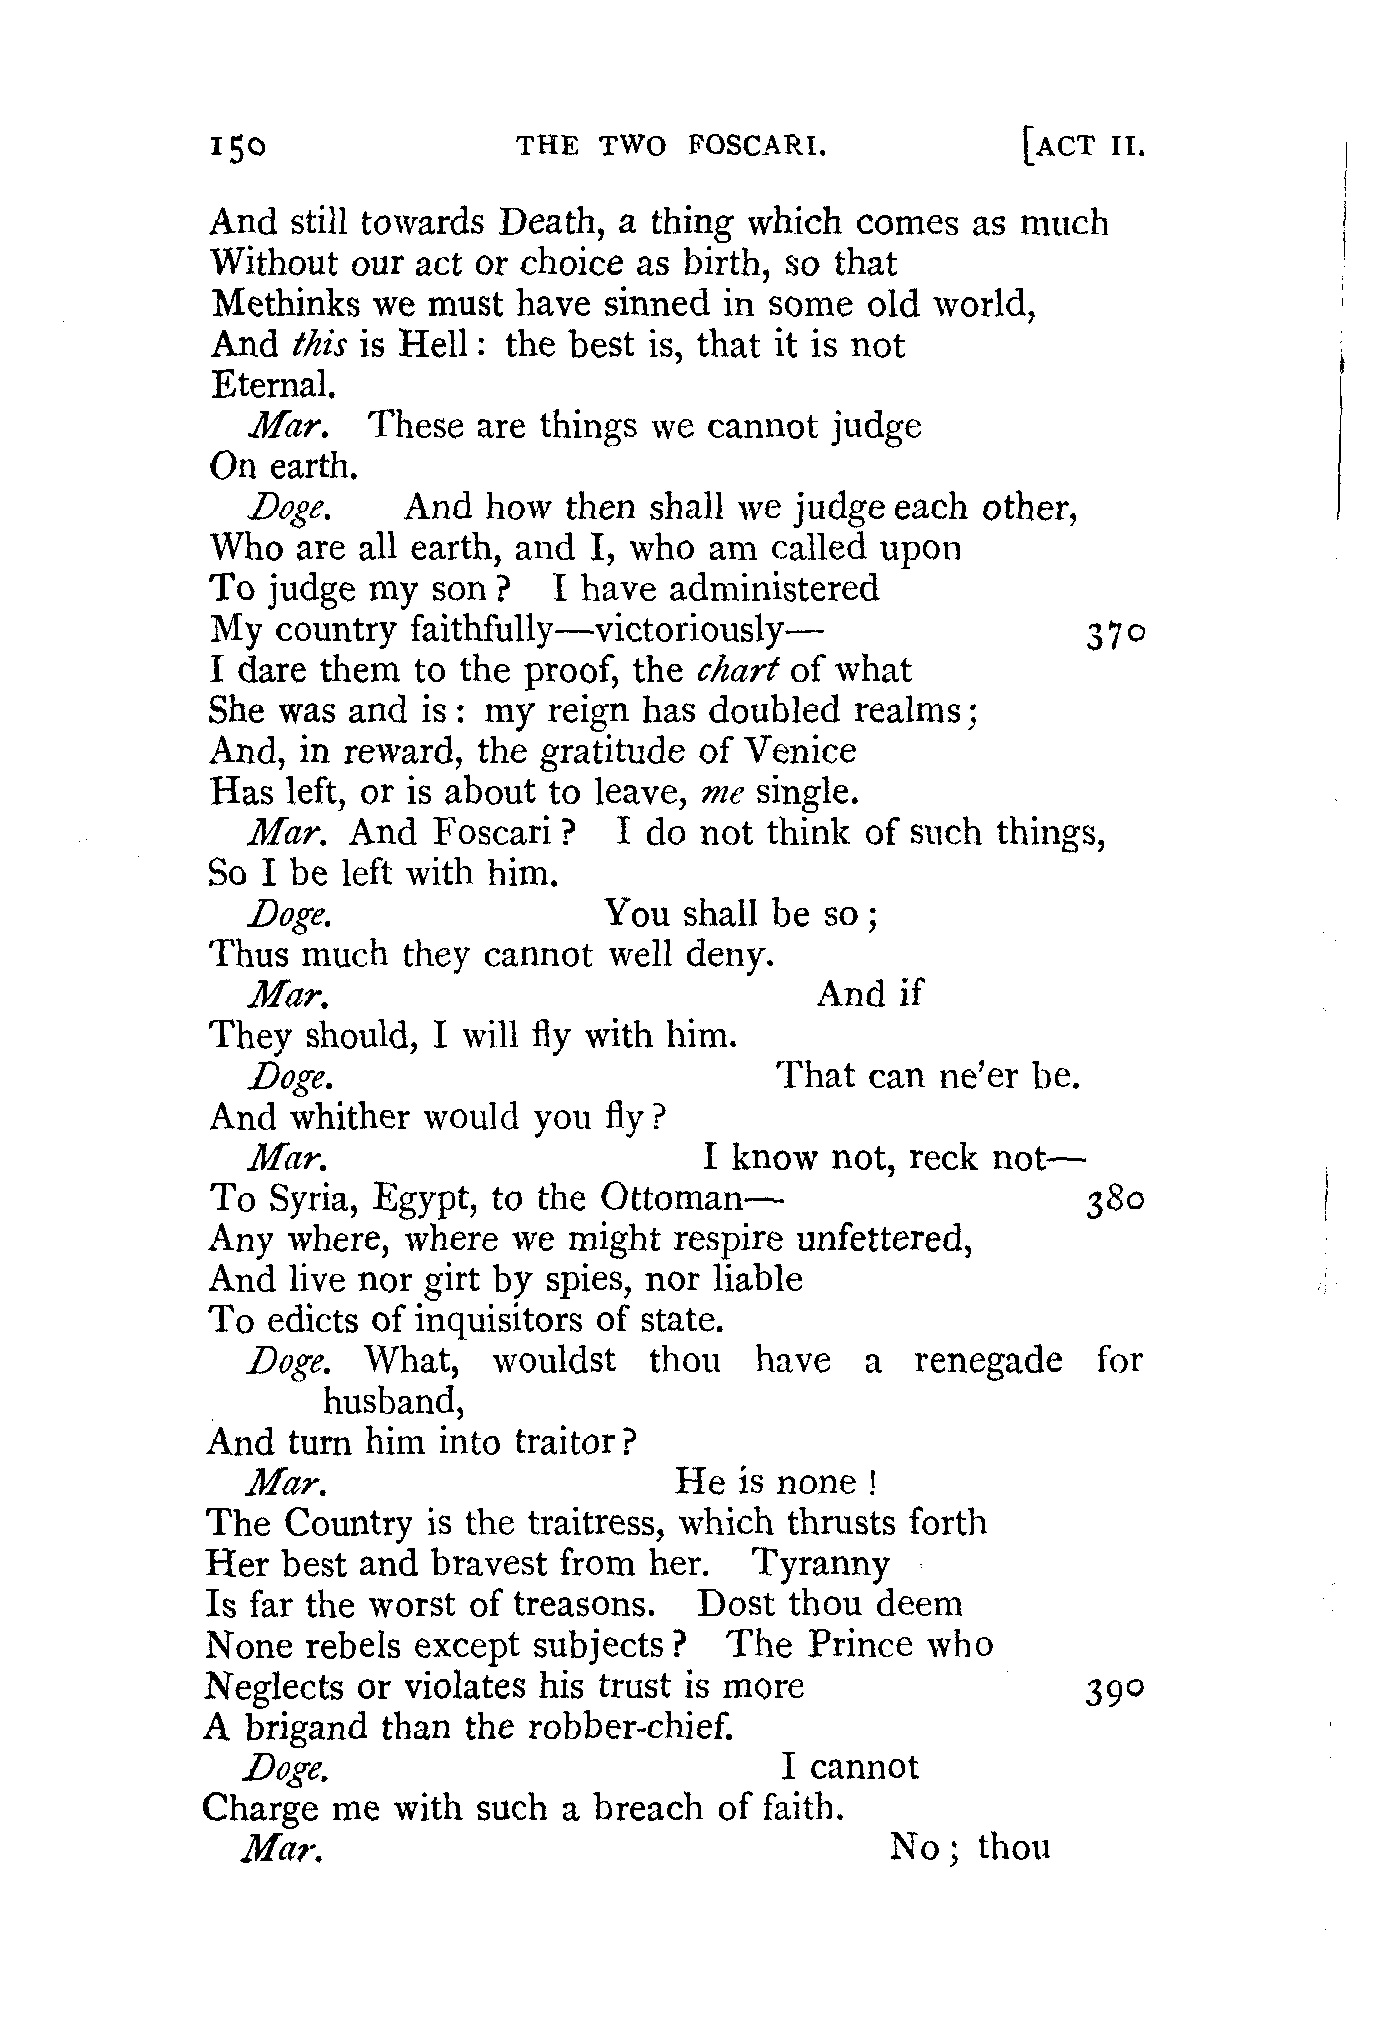 150 THE TWO FOSCARI. [ACT II.
And still towards Death, a thing which comes as much
Without our act or choice as birth, so that
Methinks we must have sinned in some old world,
And this is Hell: the best is, that it is not
Eternal.
Mar. These are things we cannot judge
On earth.
Doge. And how then shall we judge each other,
Who are all earth, and I, who am called upon
To judge my son? I have administered
My country faithfully—victoriously— 370
I dare them to the proof, the chart of what
She was and is: my reign has doubled realms;
And, in reward, the gratitude of Venice
Has left, or is about to leave, me single.
Mar. And Foscari? I do not think of such things,
So I be left with him.
Doge. You shall be so;
Thus much they cannot well deny.
Mar. And if
They should, I will fly with him.
Doge. That can ne'er be.
And whither would you fly?
Mar. I know not, reck not—
To Syria, Egypt, to the Ottoman— 380
Any where, where we might respire unfettered,
And live nor girt by spies, nor liable
To edicts of inquisitors of state.
Doge. What, wouldst thou have a renegade for
husband,
And turn him into traitor?
Mar. He is none!
The Country is the traitress, which thrusts forth
Her best and bravest from her. Tyranny
Is far the worst of treasons. Dost thou deem
None rebels except subjects? The Prince who
Neglects or violates his trust is more 390
A brigand than the robber-chief.
Doge. I cannot
Charge me with such a breach of faith.
Mar. No; thou